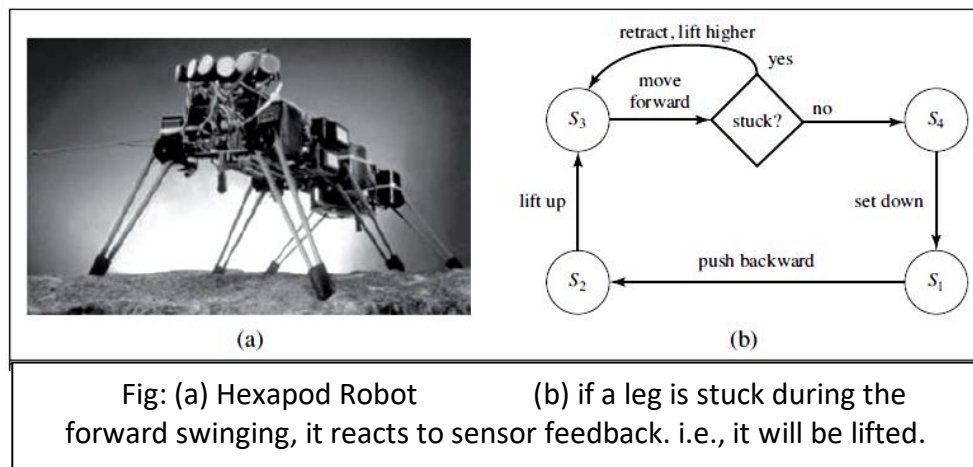 retract, lift higher
yes
move
forward
S3
stuck?
no
S4
lift up
set down
push backward
S2
S1
(a)
(b)
Fig: (a) Hexapod Robot (b) if a leg is stuck during the
forward swinging, it reacts to sensor feedback. i.e., it will be lifted.